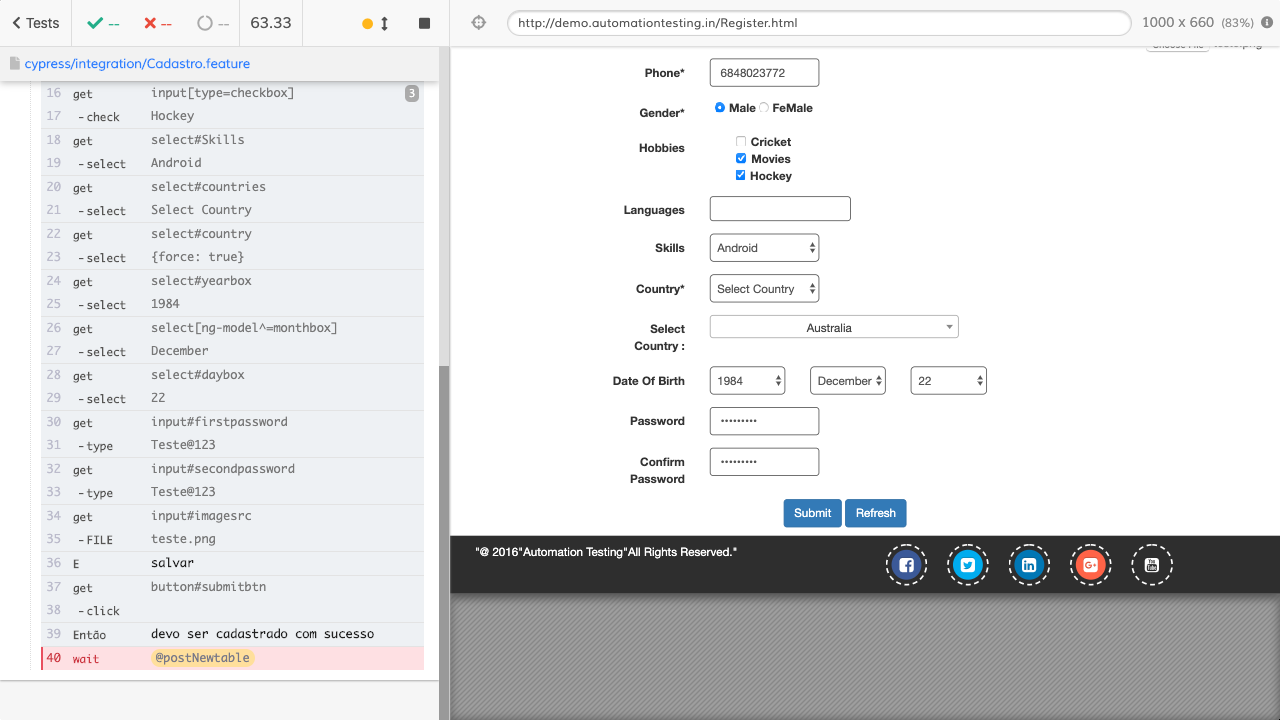 Tests
--
--
--
63.33
http://demo.automationtesting.in/Register.html
1000 x 660 (83%)
cypress/integration/Cadastro.feature
16 get input[type=checkbox] 3
17 -check Hockey
18 get select#Skills
19 -select Android
20 get select#countries
21 -select Select Country
22 get select#country
23 -select {force: true}
24 get select#yearbox
25 -select 1984
26 get select[ng-model^=monthbox]
27 -select December
28 get select#daybox
29 -select 22
30 get input#firstpassword
31 -type Teste@123
32 get input#secondpassword
33 -type Teste@123
34 get input#imagesrc
35 -FILE teste.png
36 E salvar
37 get button#submitbtn
38 -click
39 Então devo ser cadastrado com sucesso
40 wait @postNewtable
Phone* 6848023772
Gender* Male FeMale
Hobbies
Cricket
Movies
Hockey
Languages
Skills Android
Country* Select Country
Select Country : Australia
Date Of Birth 1984 December 22
Password •••••••••
Confirm Password •••••••••
Submit Refresh
"@ 2016"Automation Testing"All Rights Reserved."